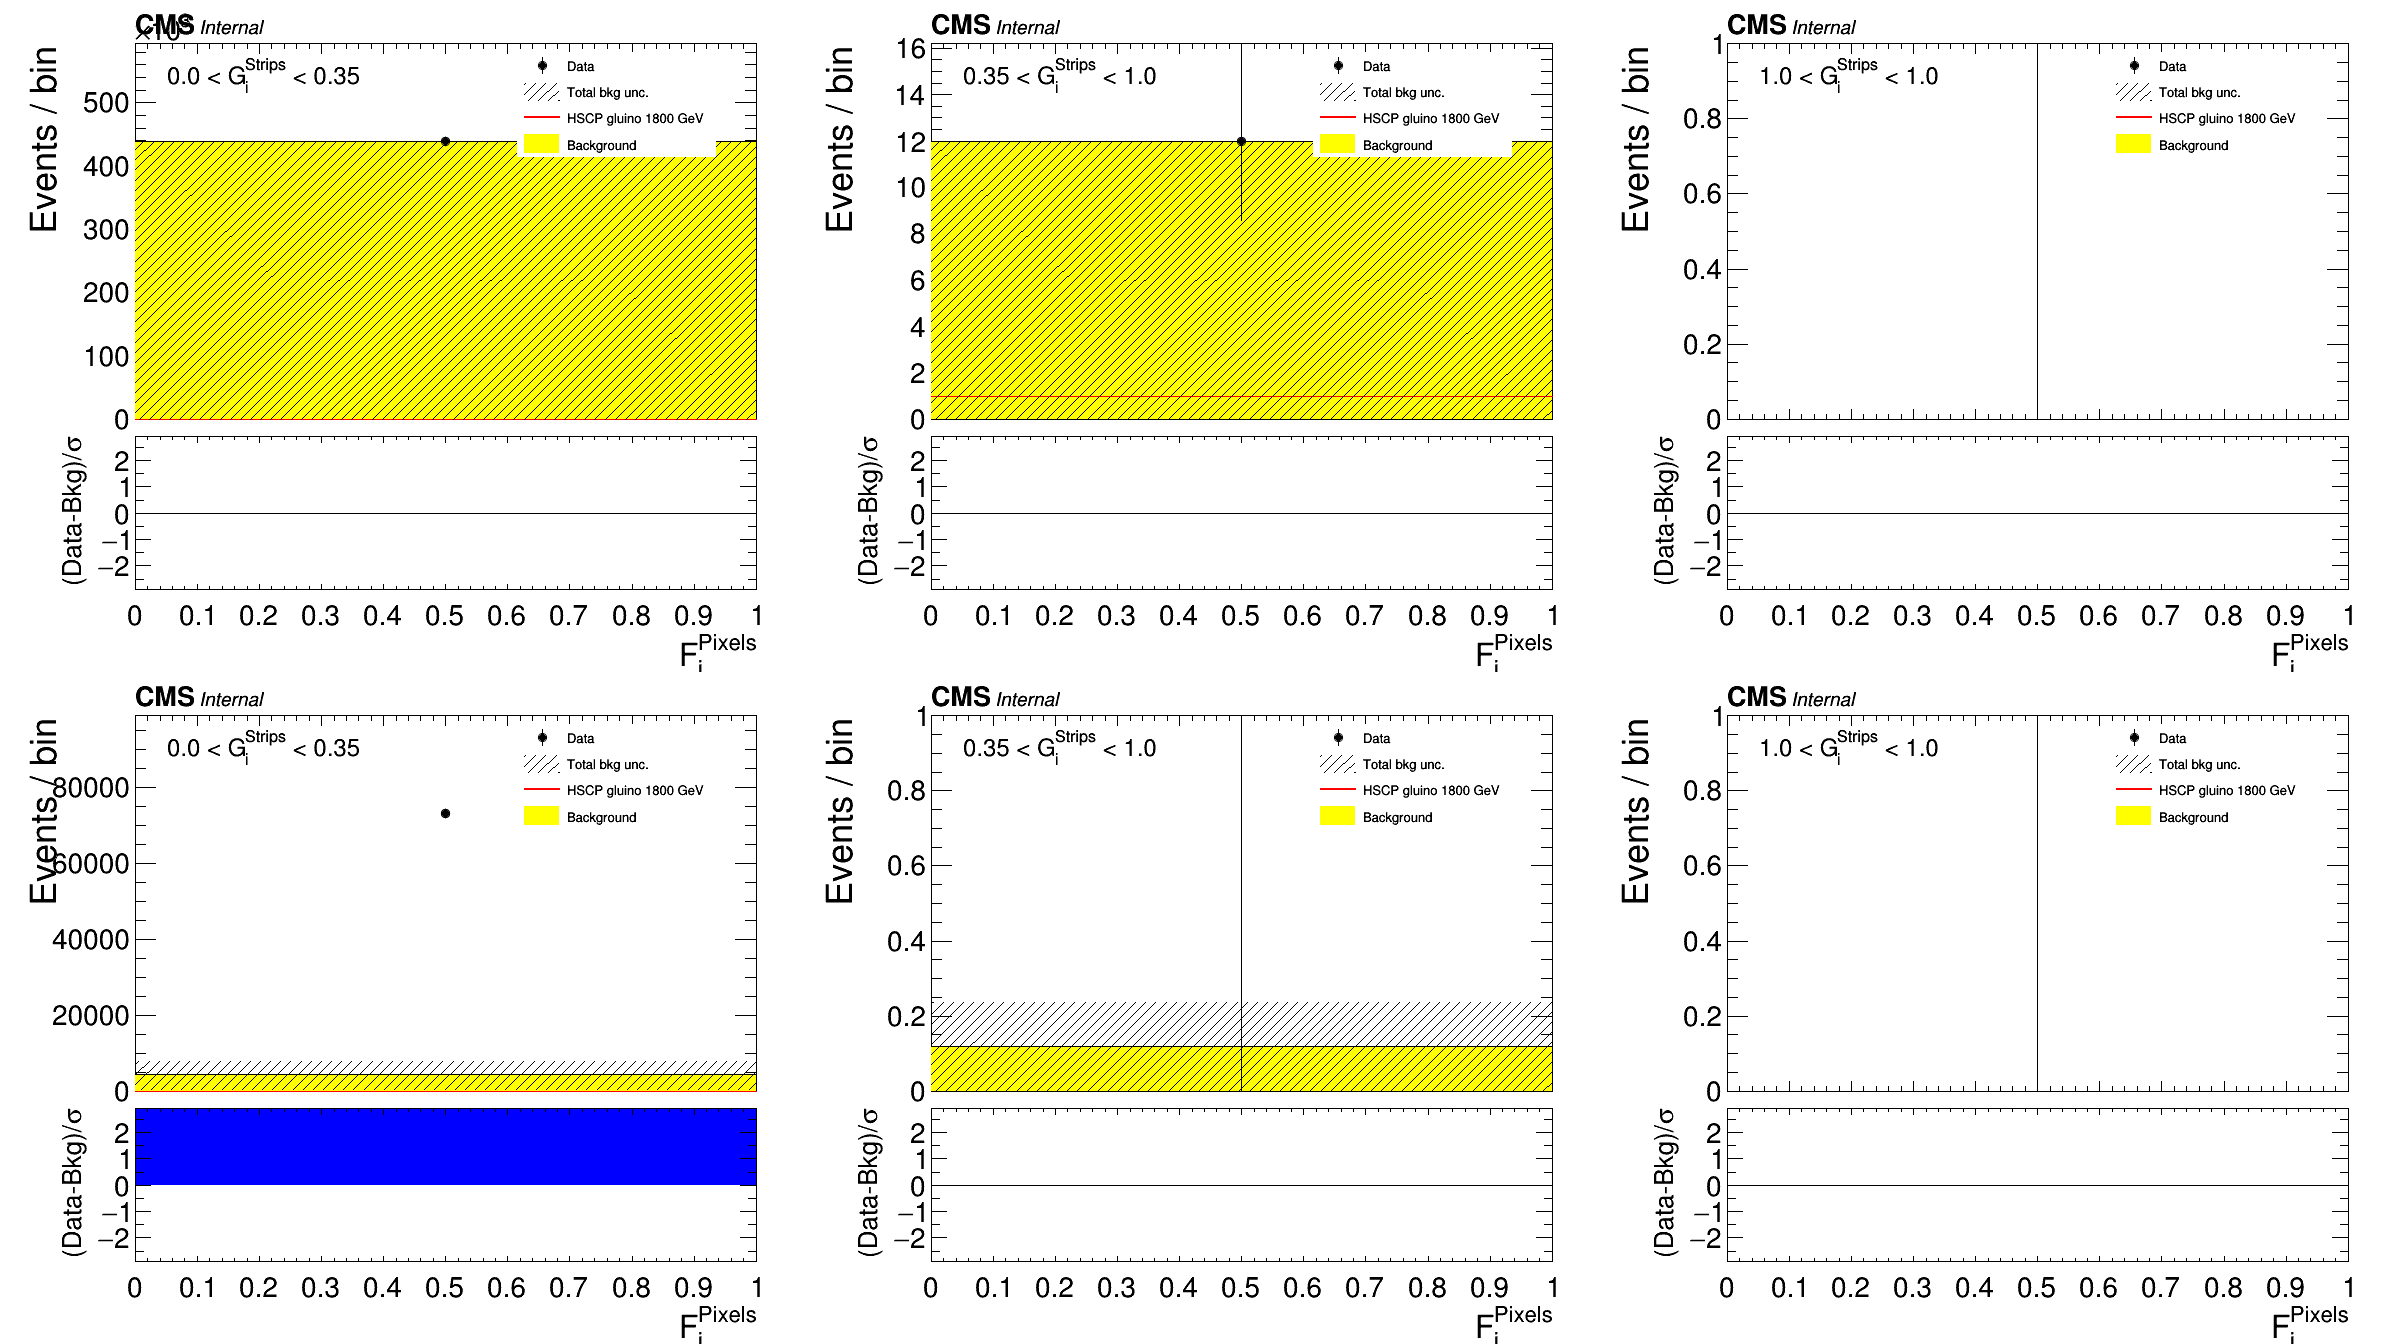 CMS Internal
Events / bin
0.0 < G_i^Strips < 0.35
Data
Total bkg unc.
HSCP gluino 1800 GeV
Background
500
400
300
200
100
0
(Data-Bkg)/σ
2
1
0
−1
−2
0 0.1 0.2 0.3 0.4 0.5 0.6 0.7 0.8 0.9 1
F_i^Pixels
CMS Internal
Events / bin
0.35 < G_i^Strips < 1.0
Data
Total bkg unc.
HSCP gluino 1800 GeV
Background
16
14
12
10
8
6
4
2
0
(Data-Bkg)/σ
2
1
0
−1
−2
0 0.1 0.2 0.3 0.4 0.5 0.6 0.7 0.8 0.9 1
F_i^Pixels
CMS Internal
Events / bin
1.0 < G_i^Strips < 1.0
Data
Total bkg unc.
HSCP gluino 1800 GeV
Background
1
0.8
0.6
0.4
0.2
0
(Data-Bkg)/σ
2
1
0
−1
−2
0 0.1 0.2 0.3 0.4 0.5 0.6 0.7 0.8 0.9 1
F_i^Pixels
CMS Internal
Events / bin
0.0 < G_i^Strips < 0.35
Data
Total bkg unc.
HSCP gluino 1800 GeV
Background
80000
60000
40000
20000
0
(Data-Bkg)/σ
2
1
0
−1
−2
0 0.1 0.2 0.3 0.4 0.5 0.6 0.7 0.8 0.9 1
F_i^Pixels
CMS Internal
Events / bin
0.35 < G_i^Strips < 1.0
Data
Total bkg unc.
HSCP gluino 1800 GeV
Background
1
0.8
0.6
0.4
0.2
0
(Data-Bkg)/σ
2
1
0
−1
−2
0 0.1 0.2 0.3 0.4 0.5 0.6 0.7 0.8 0.9 1
F_i^Pixels
CMS Internal
Events / bin
1.0 < G_i^Strips < 1.0
Data
Total bkg unc.
HSCP gluino 1800 GeV
Background
1
0.8
0.6
0.4
0.2
0
(Data-Bkg)/σ
2
1
0
−1
−2
0 0.1 0.2 0.3 0.4 0.5 0.6 0.7 0.8 0.9 1
F_i^Pixels